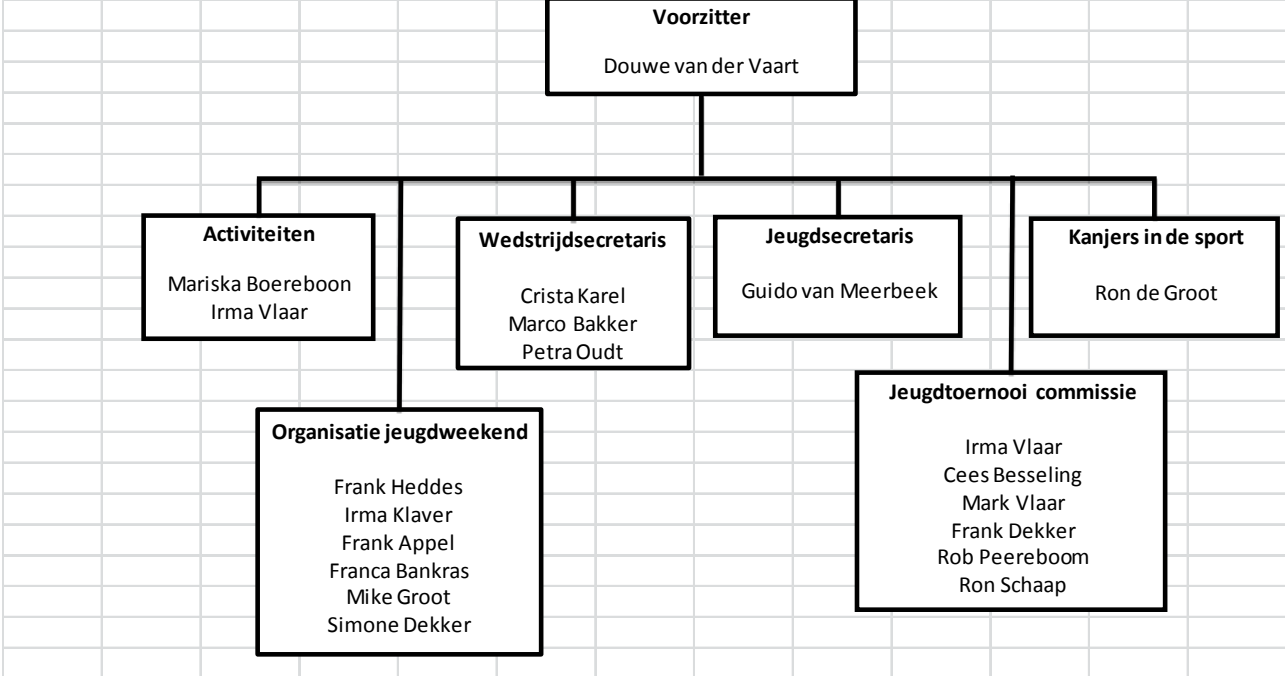 Voorzitter
Douwe van der Vaart
Activiteiten
Mariska Boereboon
Irma Vlaar
Wedstrijdsecretaris
Crista Karel
Marco Bakker
Petra Oudt
Jeugdsecretaris
Guido van Meerbeek
Kanjers in de sport
Ron de Groot
Organisatie jeugdweekend
Frank Heddes
Irma Klaver
Frank Appel
Franca Bankras
Mike Groot
Simone Dekker
Jeugdtoernooi commissie
Irma Vlaar
Cees Besseling
Mark Vlaar
Frank Dekker
Rob Peereboom
Ron Schaap